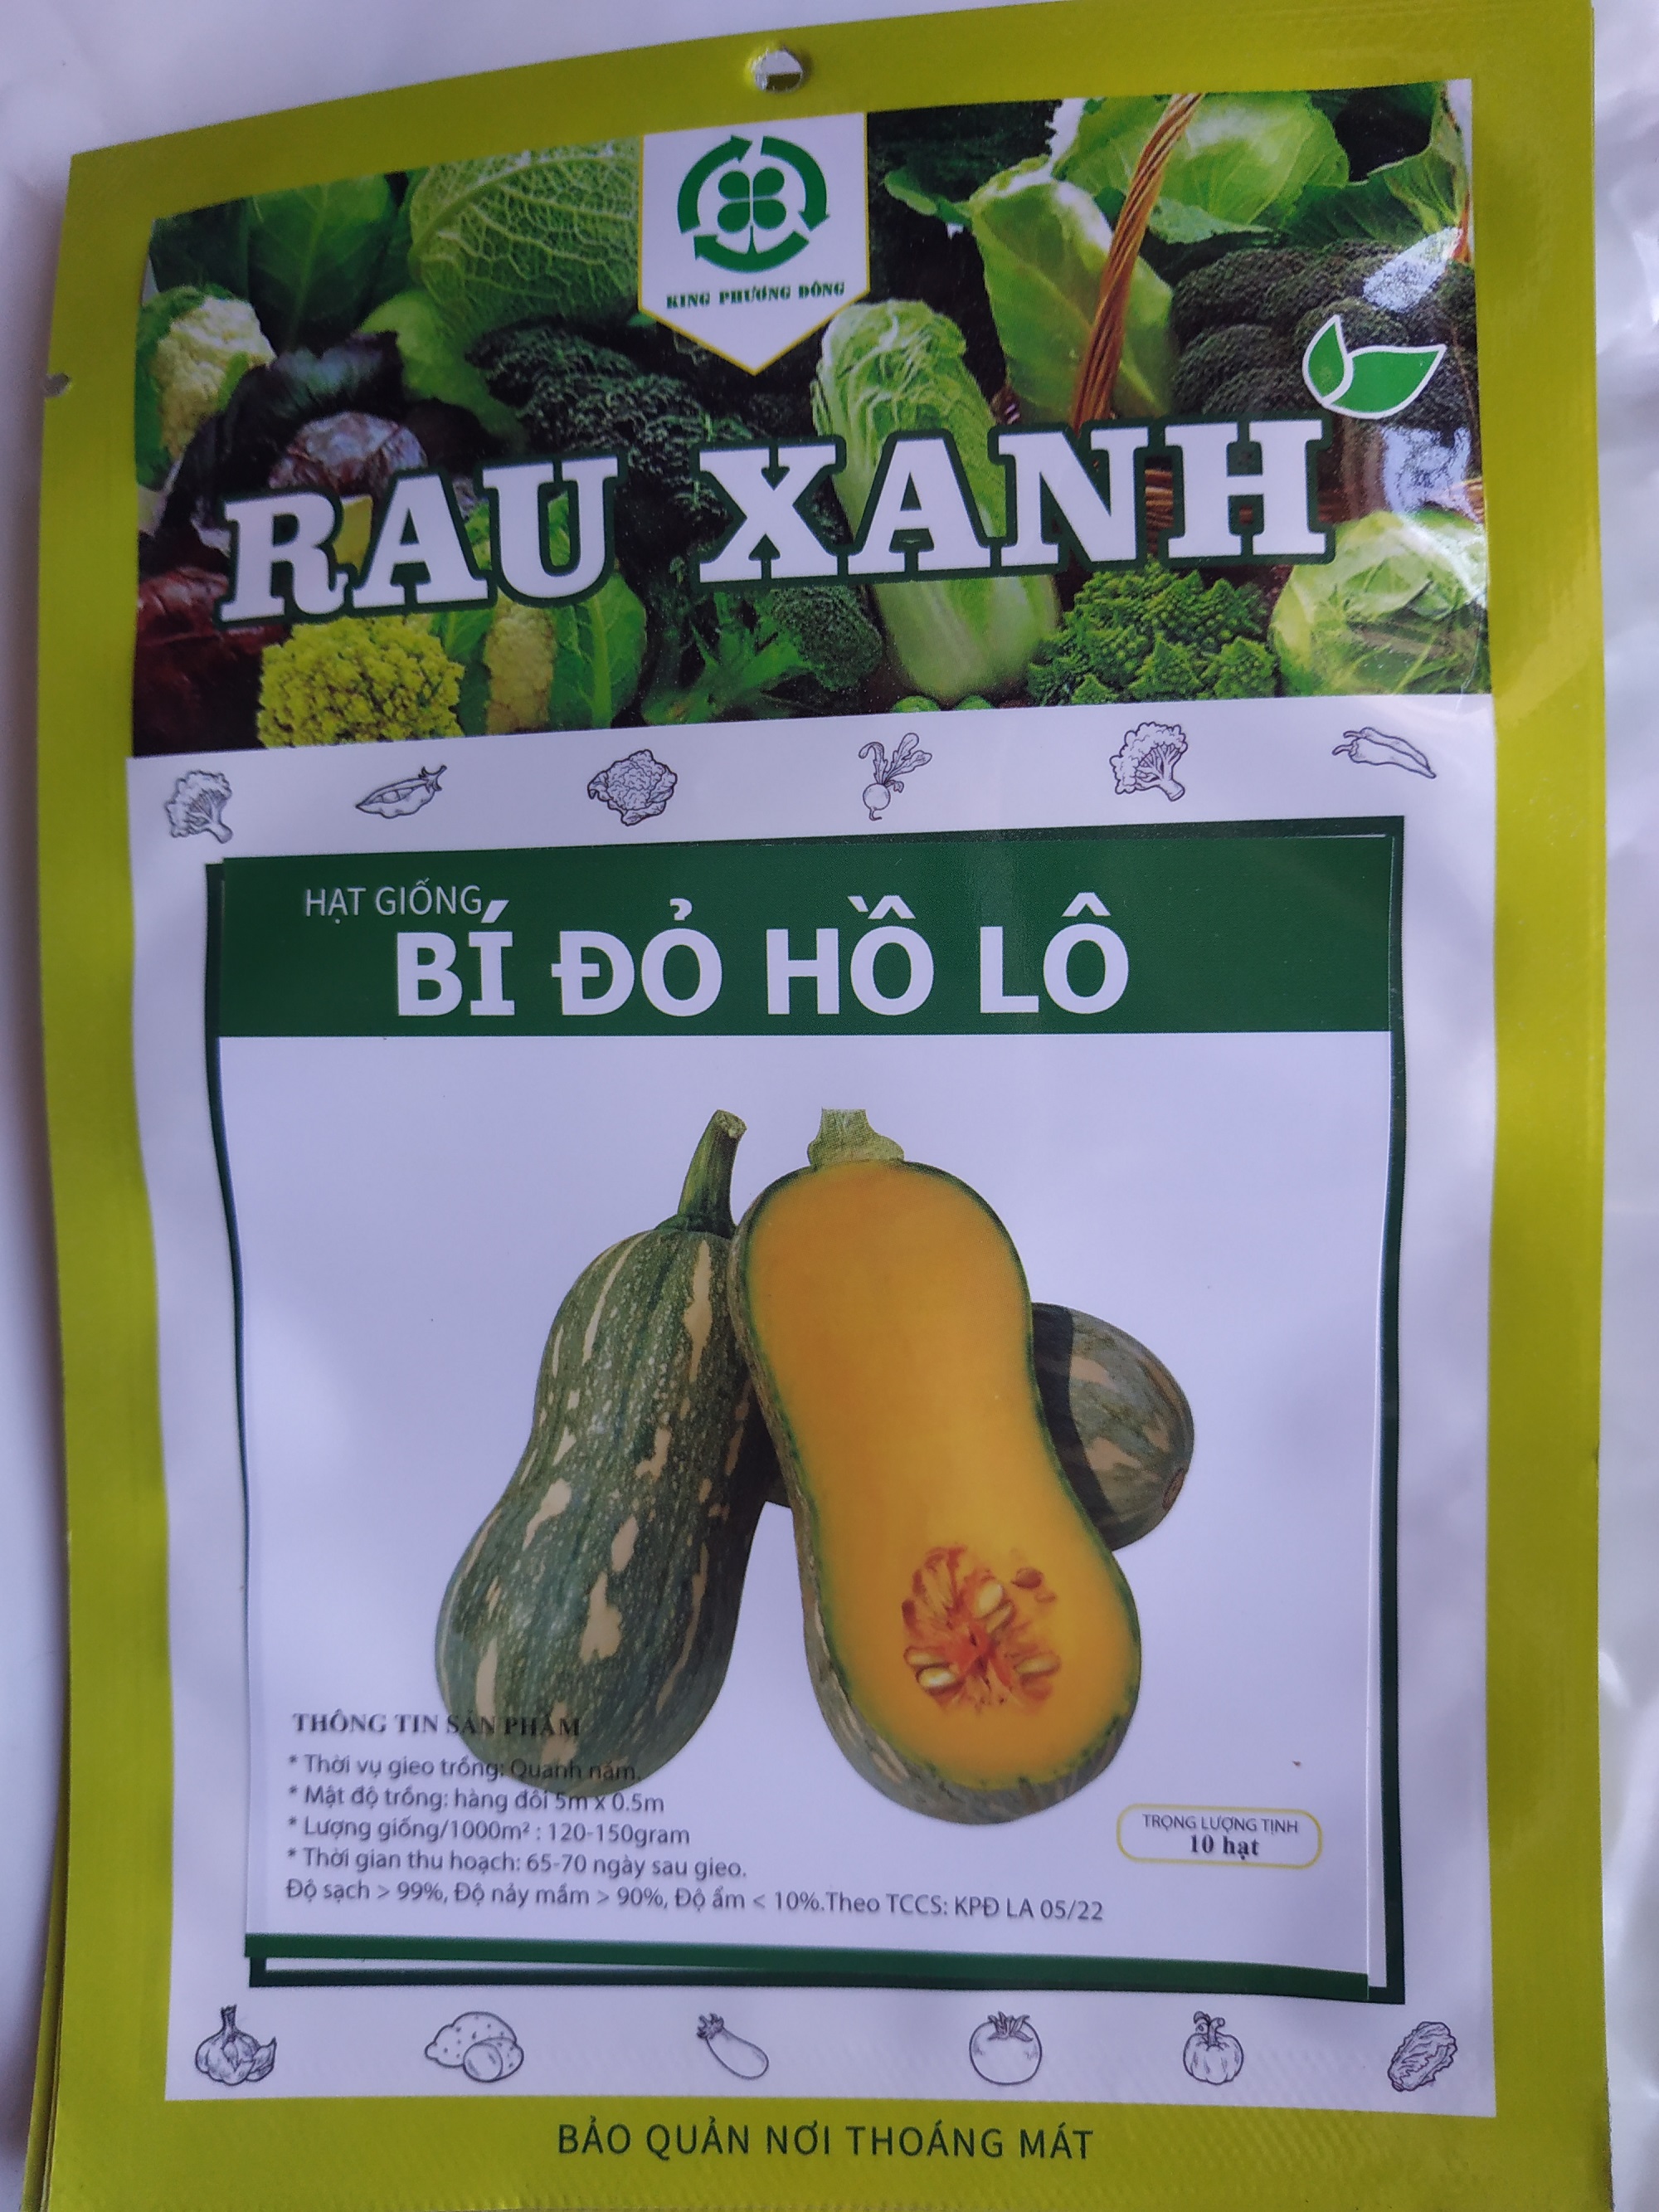 KING PHƯƠNG ĐÔNG
RAU XANH
HẠT GIỐNG
BÍ ĐỎ HỒ LÔ
THÔNG TIN SẢN PHẨM
* Thời vụ gieo trồng: Quanh năm.
* Mật độ trồng: hàng đôi 5m x 0.5m
* Lượng giống/1000m² : 120-150gram
* Thời gian thu hoạch: 65-70 ngày sau gieo.
Độ sạch > 99%, Độ nảy mầm > 90%, Độ ẩm < 10%.Theo TCCS: KPĐ LA 05/22
TRỌNG LƯỢNG TỊNH
10 hạt
BẢO QUẢN NƠI THOÁNG MÁT